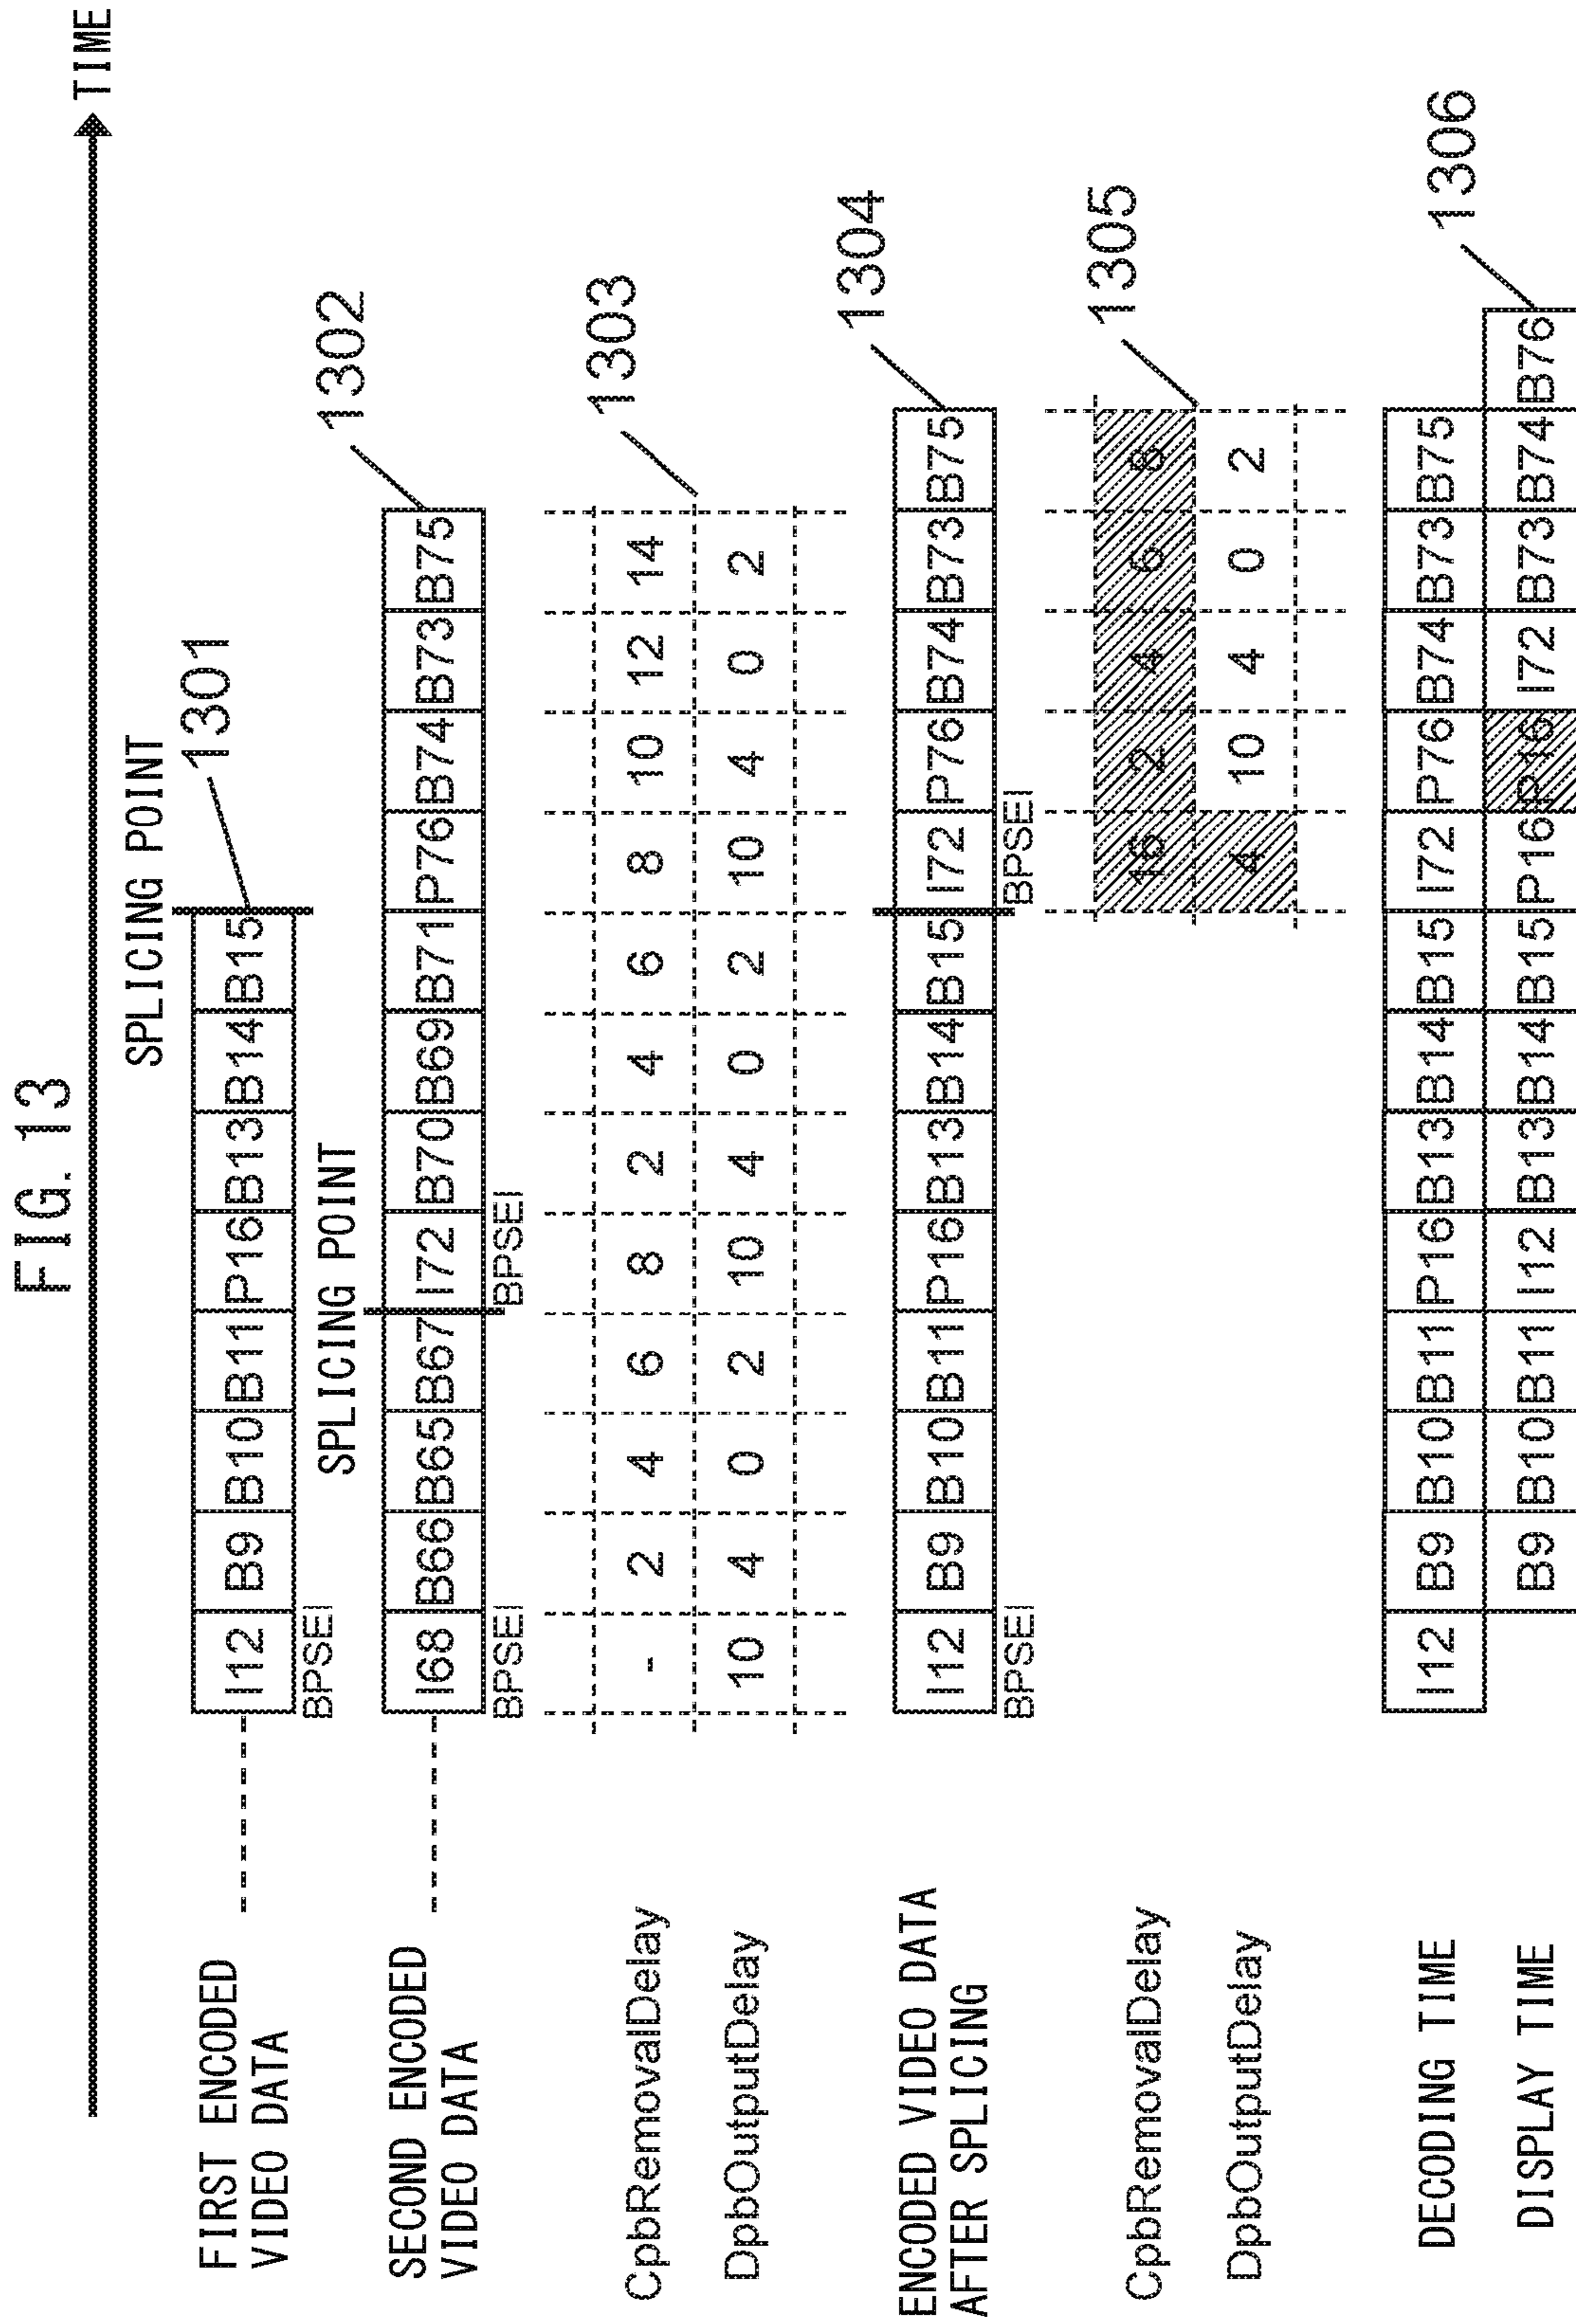 FIG. 13
TIME
SPLICING POINT
1301
FIRST ENCODED
VIDEO DATA
I12 B9 B10 B11 P16 B13 B14 B15
BPSEI
SPLICING POINT
1302
SECOND ENCODED
VIDEO DATA
I68 B66 B65 B67 I72 B70 B69 B71 P76 B74 B73 B75
BPSEI BPSEI
1303
CpbRemovalDelay - 2 4 6 8 2 4 6 8 10 12 14
DpbOutputDelay 10 4 0 2 10 4 0 2 10 4 0 2
1304
ENCODED VIDEO DATA
AFTER SPLICING
I12 B9 B10 B11 P16 B13 B14 B15 I72 P76 B74 B73 B75
BPSEI BPSEI
1305
CpbRemovalDelay 16 2 4 6 8
DpbOutputDelay 4 10 4 0 2
1306
DECODING TIME I12 B9 B10 B11 P16 B13 B14 B15 I72 P76 B74 B73 B75
DISPLAY TIME B9 B10 B11 I12 B13 B14 B15 P16 P16 I72 B73 B74 B76